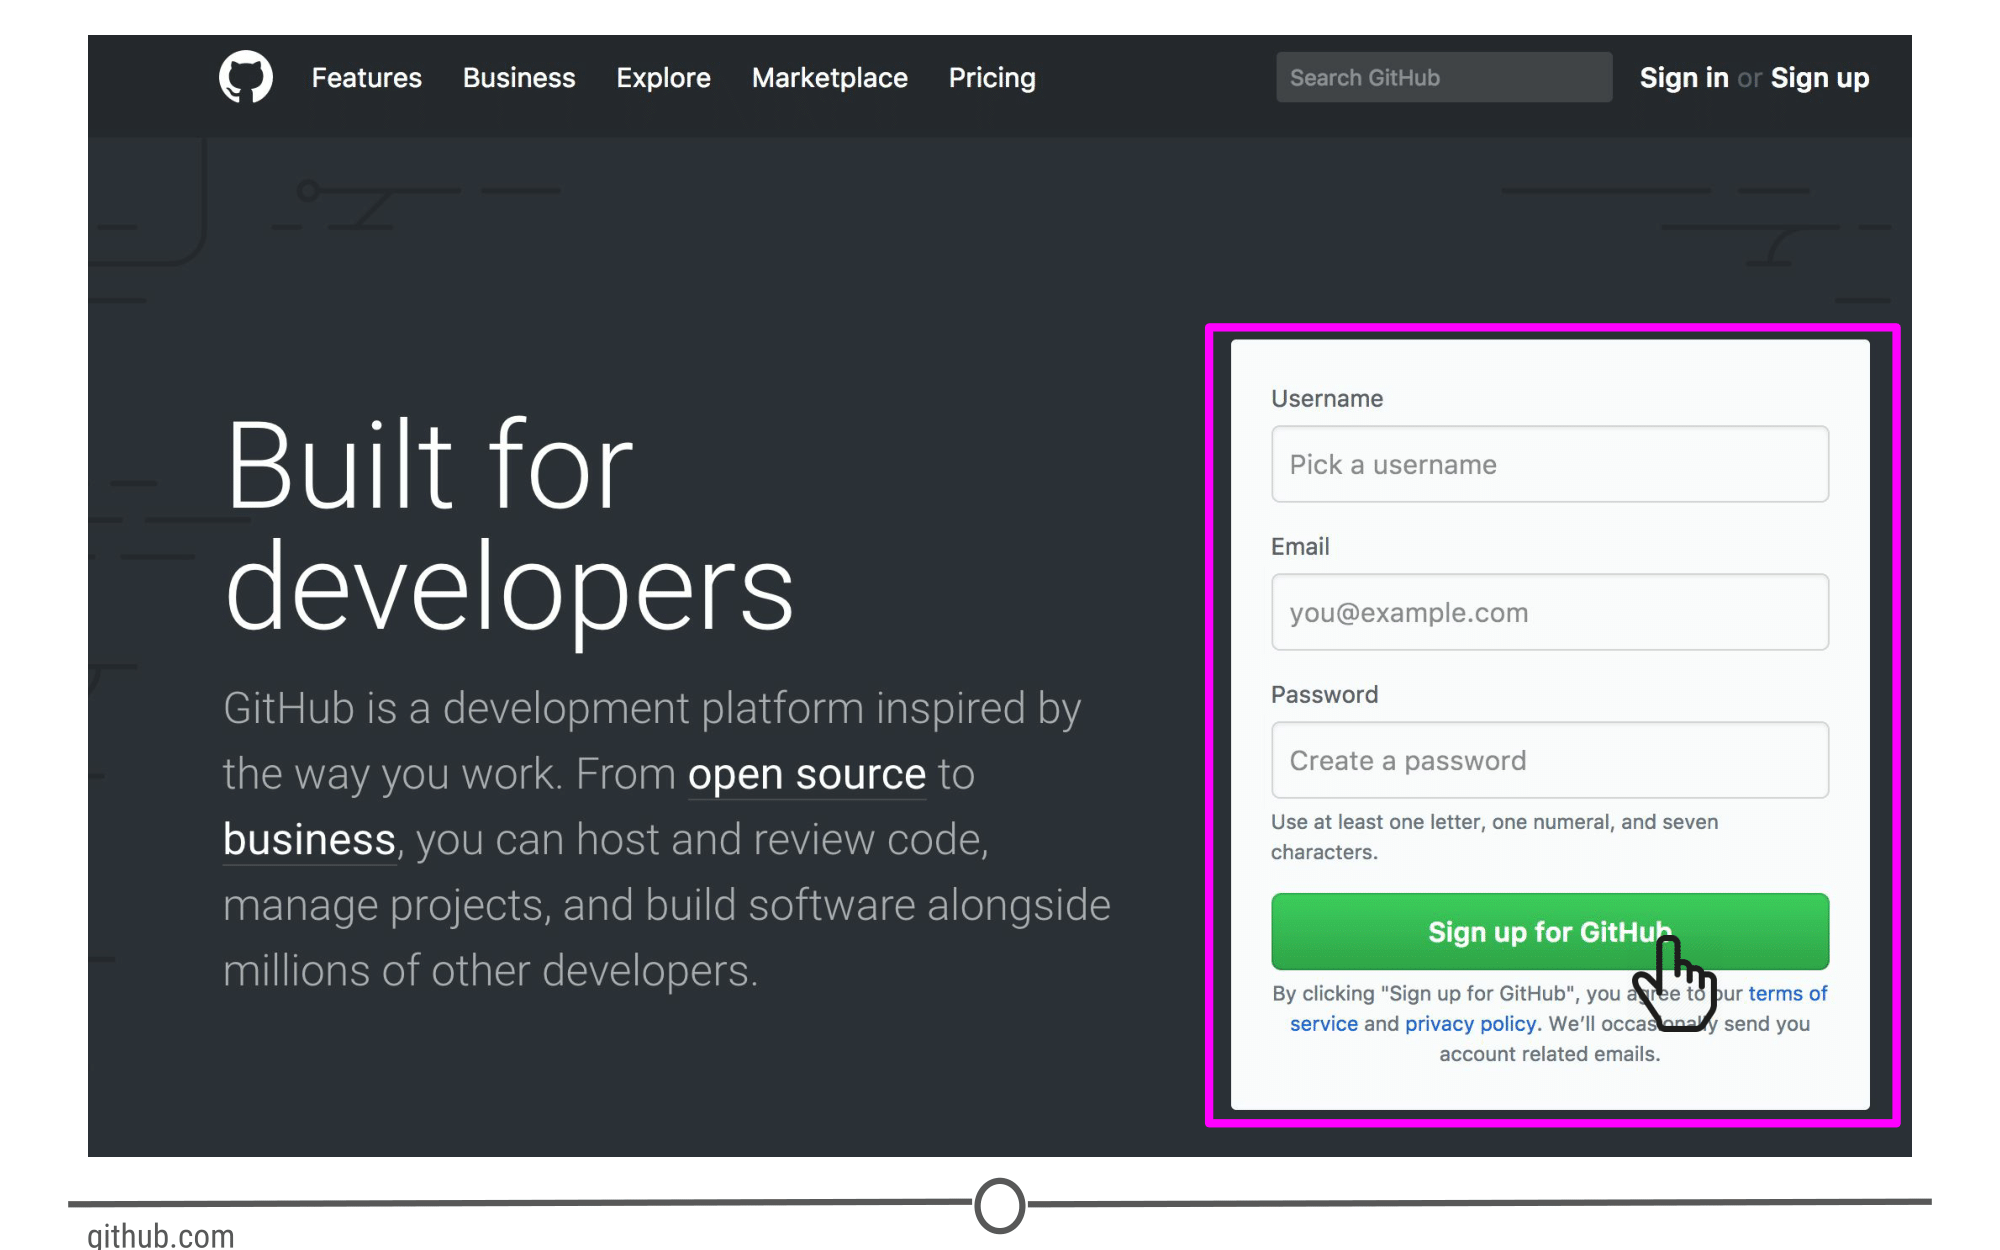 Features Business Explore Marketplace Pricing Search GitHub Sign in or Sign up
Built for
developers
GitHub is a development platform inspired by
the way you work. From open source to
business, you can host and review code,
manage projects, and build software alongside
millions of other developers.
Username
Pick a username
Email
you@example.com
Password
Create a password
Use at least one letter, one numeral, and seven
characters.
Sign up for GitHub
By clicking "Sign up for GitHub", you agree to our terms of
service and privacy policy. We'll occasionally send you
account related emails.
github.com